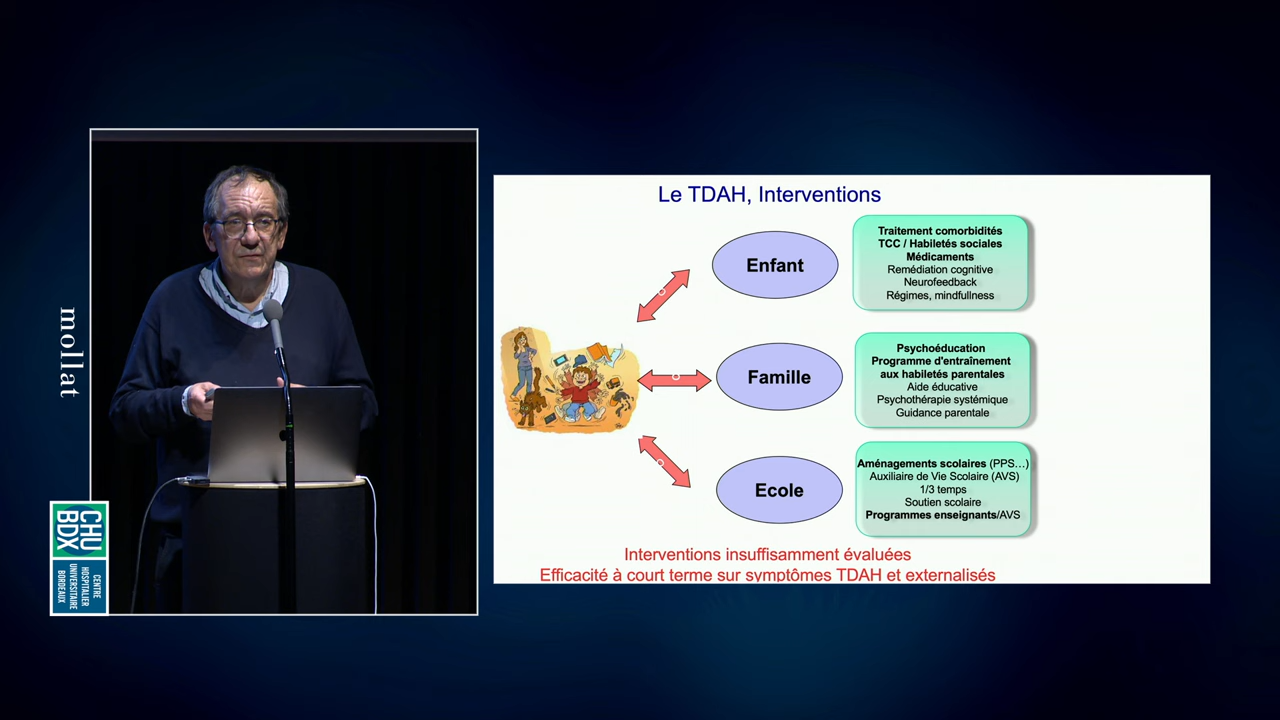 mollat
CHU
BDX
CENTRE
HOSPITALIER
UNIVERSITAIRE
BORDEAUX
Le TDAH, Interventions
Enfant
Traitement comorbidités
TCC / Habiletés sociales
Médicaments
Remédiation cognitive
Neurofeedback
Régimes, mindfullness
Famille
Psychoéducation
Programme d'entraînement
aux habiletés parentales
Aide éducative
Psychothérapie systémique
Guidance parentale
Ecole
Aménagements scolaires (PPS…)
Auxiliaire de Vie Scolaire (AVS)
1/3 temps
Soutien scolaire
Programmes enseignants/AVS
Interventions insuffisamment évaluées
Efficacité à court terme sur symptômes TDAH et externalisés